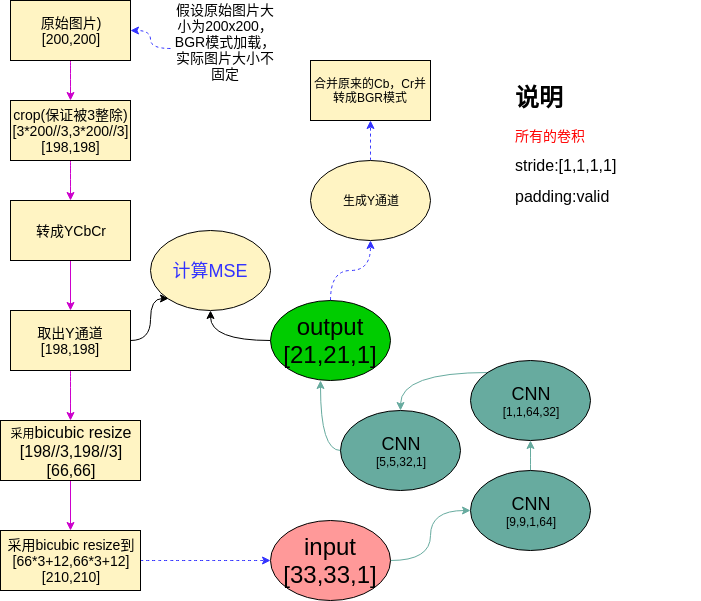 原始图片)
[200,200]
假设原始图片大
小为200x200，
BGR模式加载，
实际图片大小不
固定
crop(保证被3整除)
[3*200//3,3*200//3]
[198,198]
转成YCbCr
取出Y通道
[198,198]
采用bicubic resize
[198//3,198//3]
[66,66]
采用bicubic resize到
[66*3+12,66*3+12]
[210,210]
计算MSE
合并原来的Cb，Cr并
转成BGR模式
生成Y通道
output
[21,21,1]
CNN
[5,5,32,1]
CNN
[1,1,64,32]
CNN
[9,9,1,64]
input
[33,33,1]
说明
所有的卷积
stride:[1,1,1,1]
padding:valid